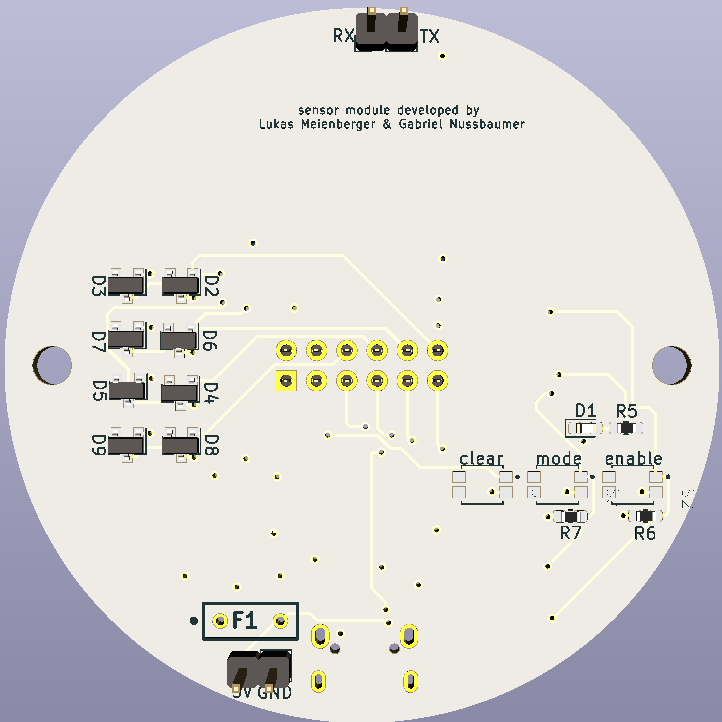 RX TX
sensor module developed by
Lukas Meienberger & Gabriel Nussbaumer
D3 D2
D7 D6
D5 D4
D9 D8
D1 R5
clear mode enable
R7 R6
F1
5V GND